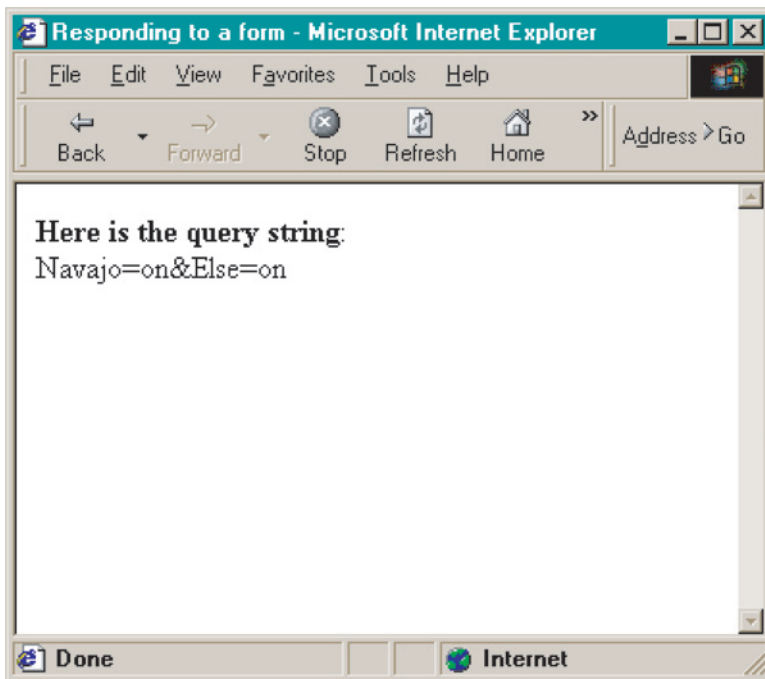 Responding to a form - Microsoft Internet Explorer
File Edit View Favorites Tools Help
Back Forward Stop Refresh Home » Address Go
Here is the query string:
Navajo=on&Else=on
Done Internet